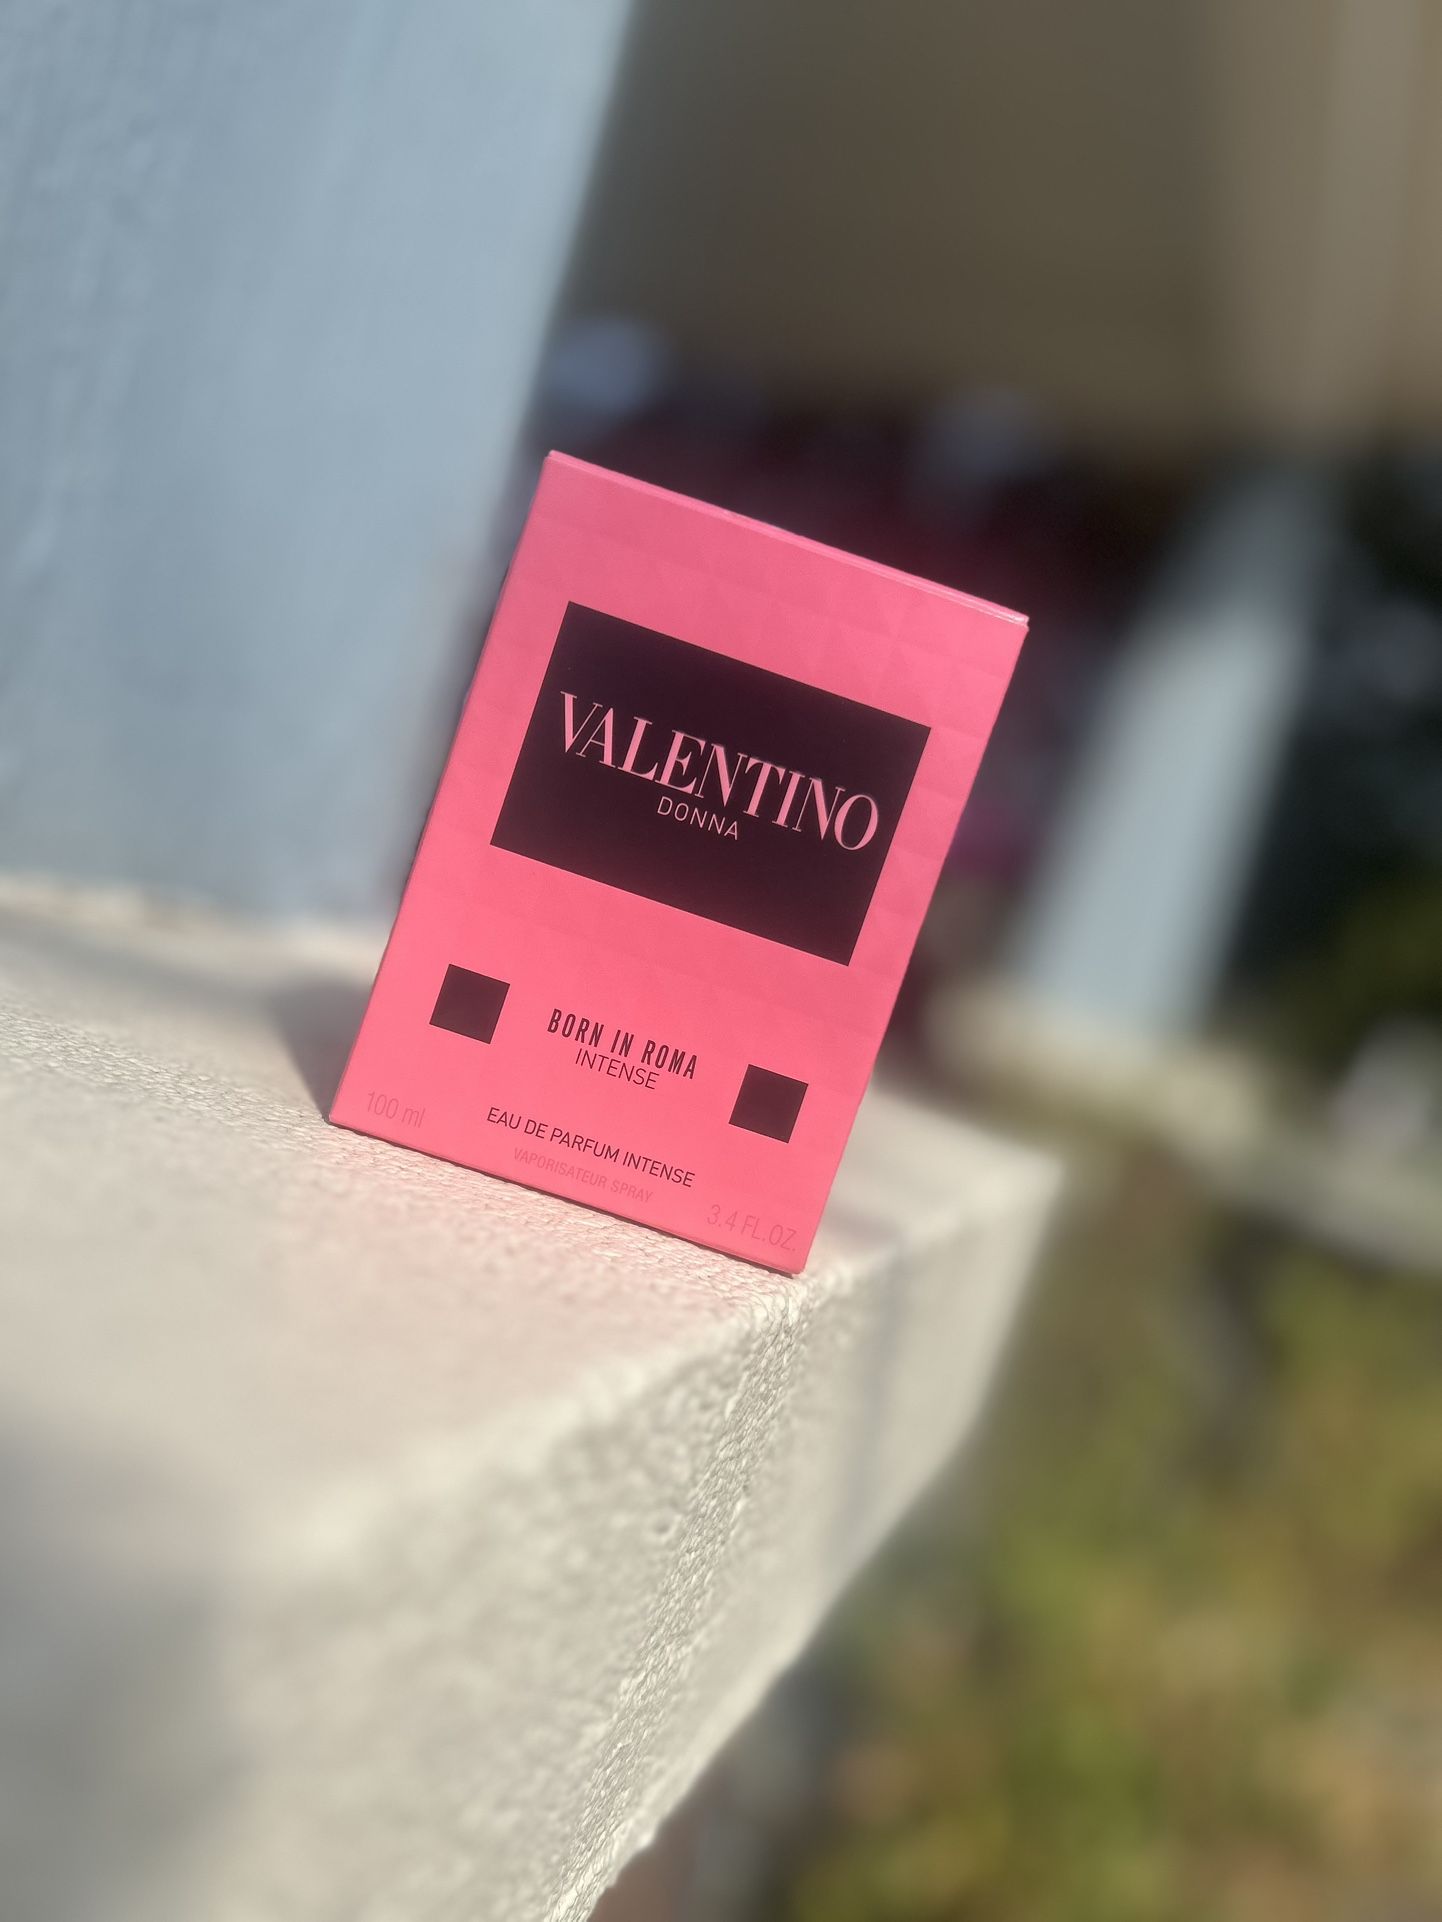 VALENTINO
DONNA
BORN IN ROMA
INTENSE
100 ml
EAU DE PARFUM INTENSE
VAPORISATEUR SPRAY
3.4 FL.OZ.